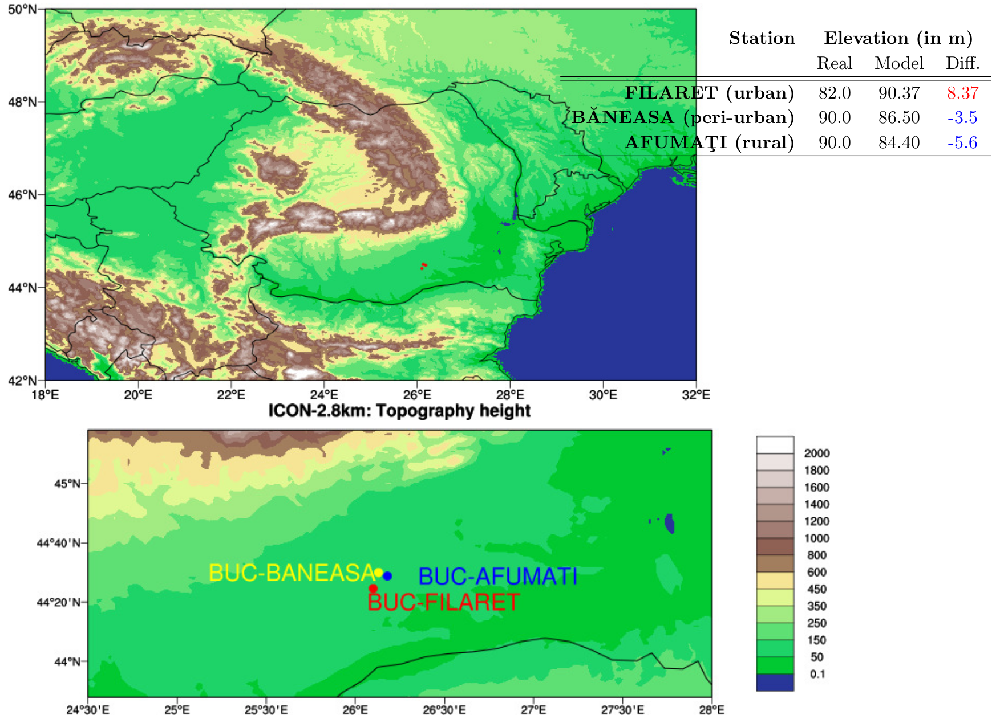 50°N
48°N
46°N
44°N
42°N
18°E 20°E 22°E 24°E 26°E 28°E 30°E 32°E
Station Elevation (in m)
Real Model Diff.
FILARET (urban) 82.0 90.37 8.37
BĂNEASA (peri-urban) 90.0 86.50 -3.5
AFUMAŢI (rural) 90.0 84.40 -5.6
ICON-2.8km: Topography height
45°N
44°40'N
44°20'N
44°N
BUC-BANEASA
BUC-AFUMATI
BUC-FILARET
24°30'E 25°E 25°30'E 26°E 26°30'E 27°E 27°30'E 28°E
2000
1800
1600
1400
1200
1000
800
600
450
350
250
150
50
0.1